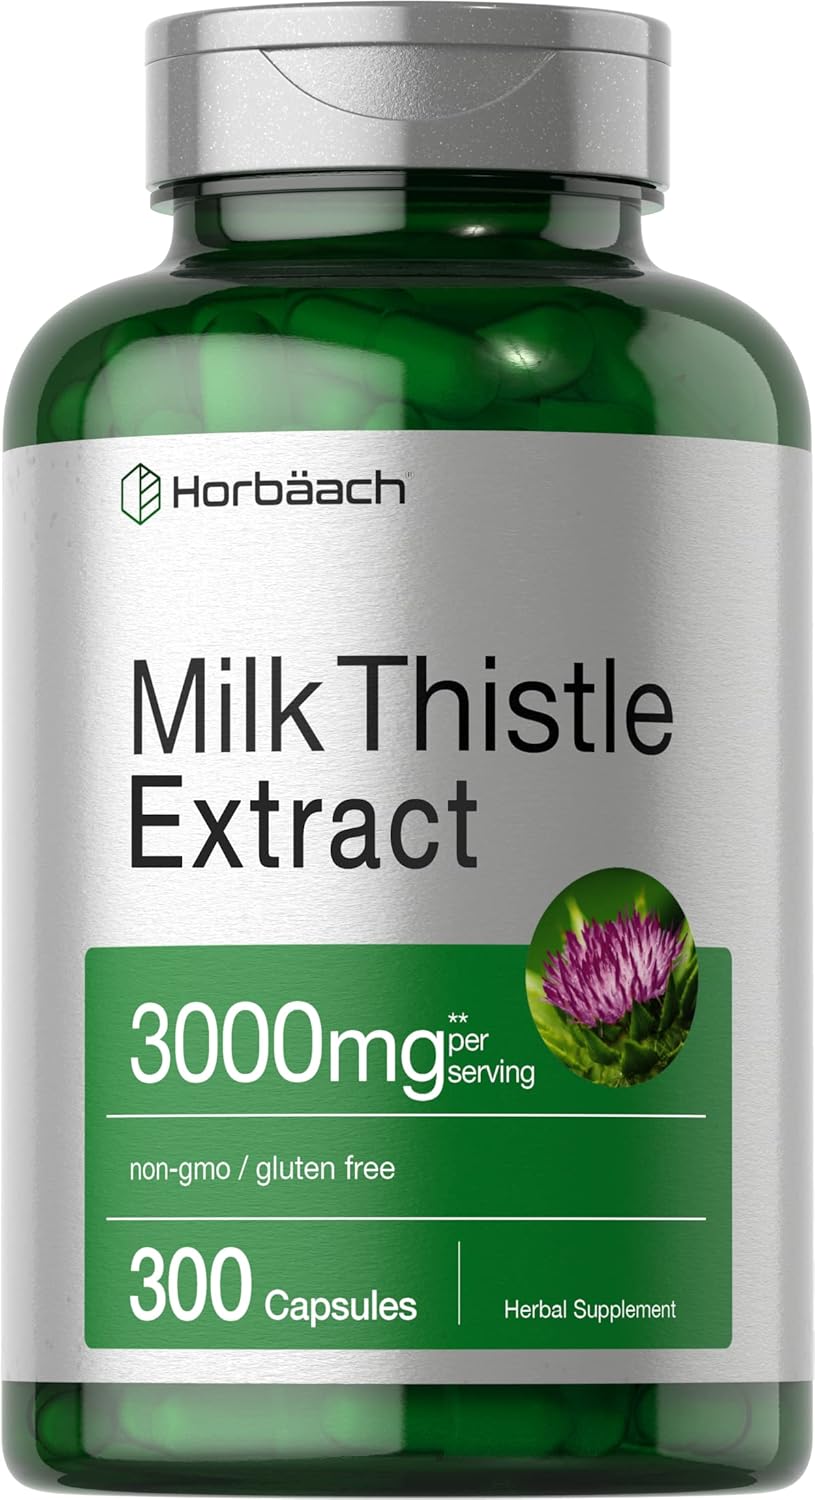 Horbäach®
Milk Thistle
Extract
3000mg** per
serving
non-gmo / gluten free
300 Capsules
Herbal Supplement